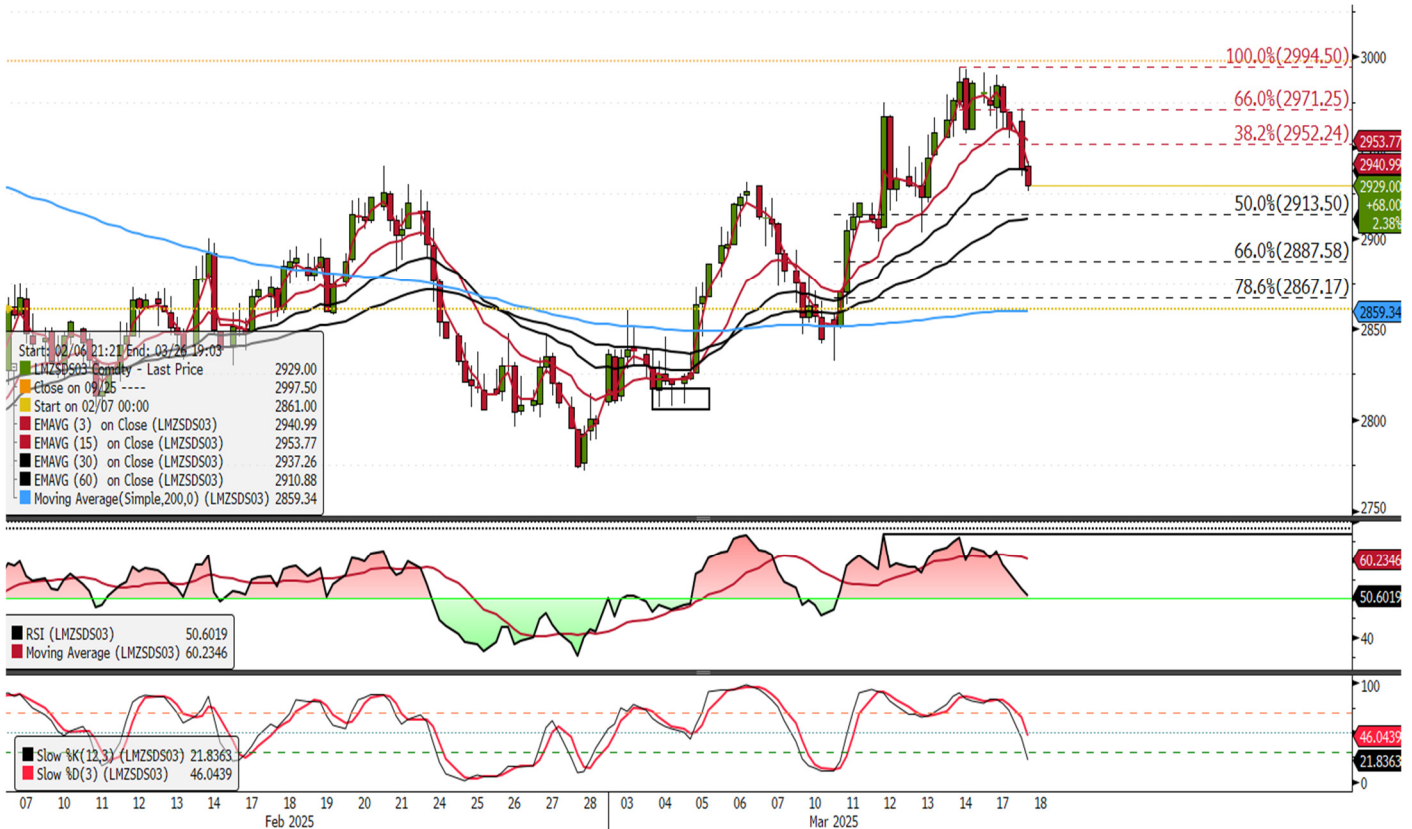 100.0%(2994.50)
3000
66.0%(2971.25)
38.2%(2952.24)
2953.77
2940.99
2929.00
+68.00
2.38%
50.0%(2913.50)
2900
66.0%(2887.58)
78.6%(2867.17)
2859.34
2850
2800
2750
Start: 02/06 21:21 End: 03/26 19:03
LMZSDS03 Comdty - Last Price 2929.00
Close on 09/25 ---- 2997.50
Start on 02/07 00:00 2861.00
EMAVG (3) on Close (LMZSDS03) 2940.99
EMAVG (15) on Close (LMZSDS03) 2953.77
EMAVG (30) on Close (LMZSDS03) 2937.26
EMAVG (60) on Close (LMZSDS03) 2910.88
Moving Average(Simple,200,0) (LMZSDS03) 2859.34
60.2346
50.6019
40
RSI (LMZSDS03) 50.6019
Moving Average (LMZSDS03) 60.2346
100
46.0439
21.8363
0
Slow %K(12,3) (LMZSDS03) 21.8363
Slow %D(3) (LMZSDS03) 46.0439
07 10 11 12 13 14 17 18 19 20 21 24 25 26 27 28 03 04 05 06 07 10 11 12 13 14 17 18
Feb 2025 Mar 2025